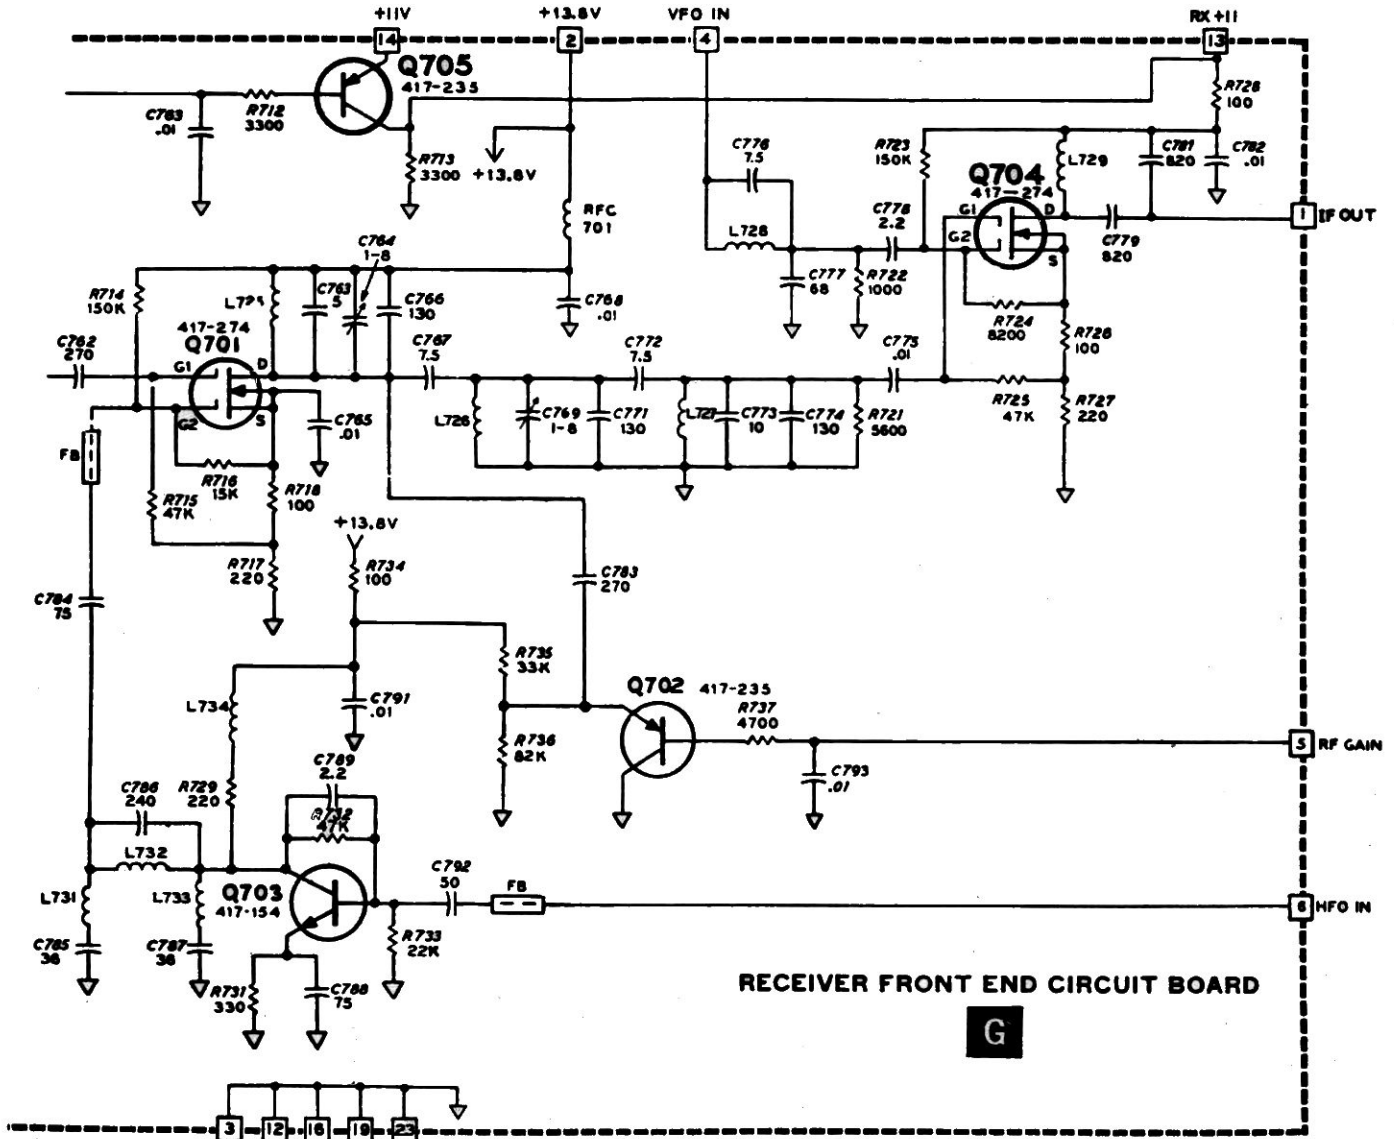 +11V
+13.8V
VFO IN
RX +11
14
2
4
13
Q705
417-235
C783
.01
R712
3300
R713
3300
+13.8V
RFC
701
C776
7.5
L728
C777
68
R722
1000
C778
2.2
R723
150K
Q704
417-274
G1
G2
D
S
L729
R728
100
C781
820
C782
.01
C779
820
1
IF OUT
R724
8200
R726
100
R725
47K
R727
220
R714
150K
L725
C763
5
C764
1-8
C766
130
C768
.01
417-274
Q701
C762
270
G1
G2
D
S
C765
.01
C767
7.5
C772
7.5
C775
.01
L726
C769
1-8
C771
130
L727
C773
10
C774
130
R721
5600
FB
R716
15K
R715
47K
R718
100
R717
220
+13.8V
R734
100
C783
270
C784
75
R735
33K
Q702
417-235
R736
82K
R737
4700
C793
.01
5
RF GAIN
L734
C791
.01
C789
2.2
R732
47K
C786
240
R729
220
L732
L731
L733
Q703
417-154
C785
36
C787
36
R731
330
C788
75
R733
22K
C792
50
FB
6
HFO IN
RECEIVER FRONT END CIRCUIT BOARD
G
3
12
16
19
23